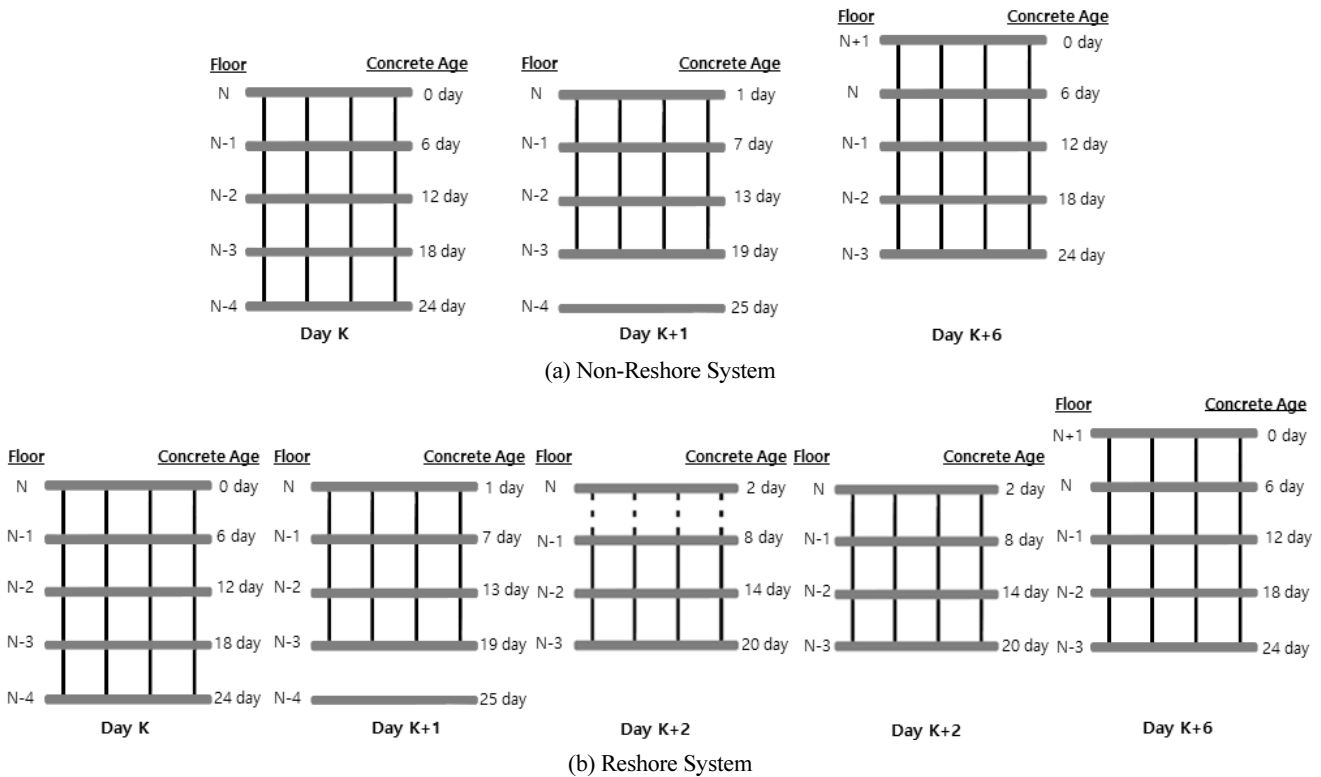 Floor Concrete Age
N 0 day
N-1 6 day
N-2 12 day
N-3 18 day
N-4 24 day
Day K
Floor Concrete Age
N 1 day
N-1 7 day
N-2 13 day
N-3 19 day
N-4 25 day
Day K+1
Floor Concrete Age
N+1 0 day
N 6 day
N-1 12 day
N-2 18 day
N-3 24 day
Day K+6
(a) Non-Reshore System
Floor Concrete Age
N 0 day
N-1 6 day
N-2 12 day
N-3 18 day
N-4 24 day
Day K
Floor Concrete Age
N 1 day
N-1 7 day
N-2 13 day
N-3 19 day
N-4 25 day
Day K+1
Floor Concrete Age
N 2 day
N-1 8 day
N-2 14 day
N-3 20 day
Day K+2
Floor Concrete Age
N 2 day
N-1 8 day
N-2 14 day
N-3 20 day
Day K+2
Floor Concrete Age
N+1 0 day
N 6 day
N-1 12 day
N-2 18 day
N-3 24 day
Day K+6
(b) Reshore System